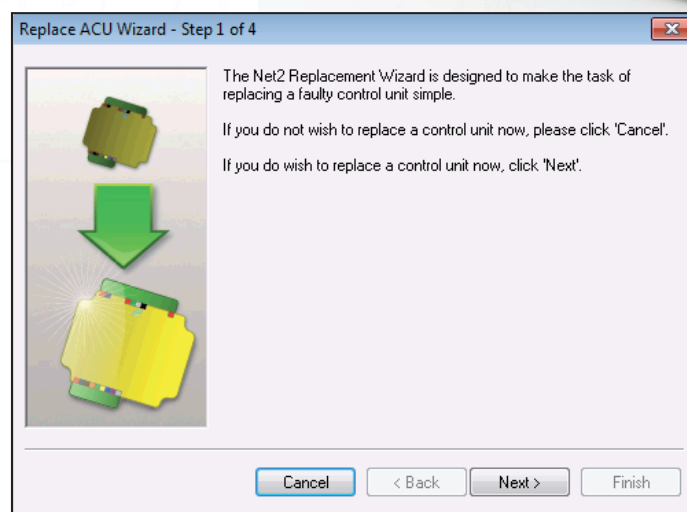 Replace ACU Wizard - Step 1 of 4
The Net2 Replacement Wizard is designed to make the task of
replacing a faulty control unit simple.
If you do not wish to replace a control unit now, please click 'Cancel'.
If you do wish to replace a control unit now, click 'Next'.
Cancel
< Back
Next >
Finish